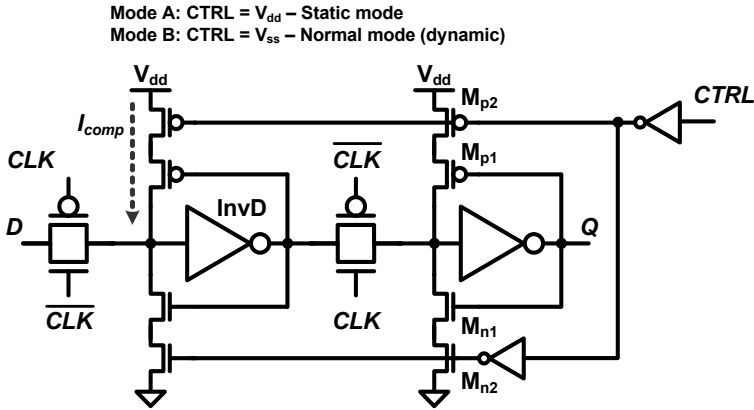 Mode A: CTRL = Vdd – Static mode
Mode B: CTRL = Vss – Normal mode (dynamic)
Vdd
Vdd
Mp2
CTRL
Icomp
CLK
CLK
Mp1
InvD
D
Q
CLK
CLK
Mn1
Mn2